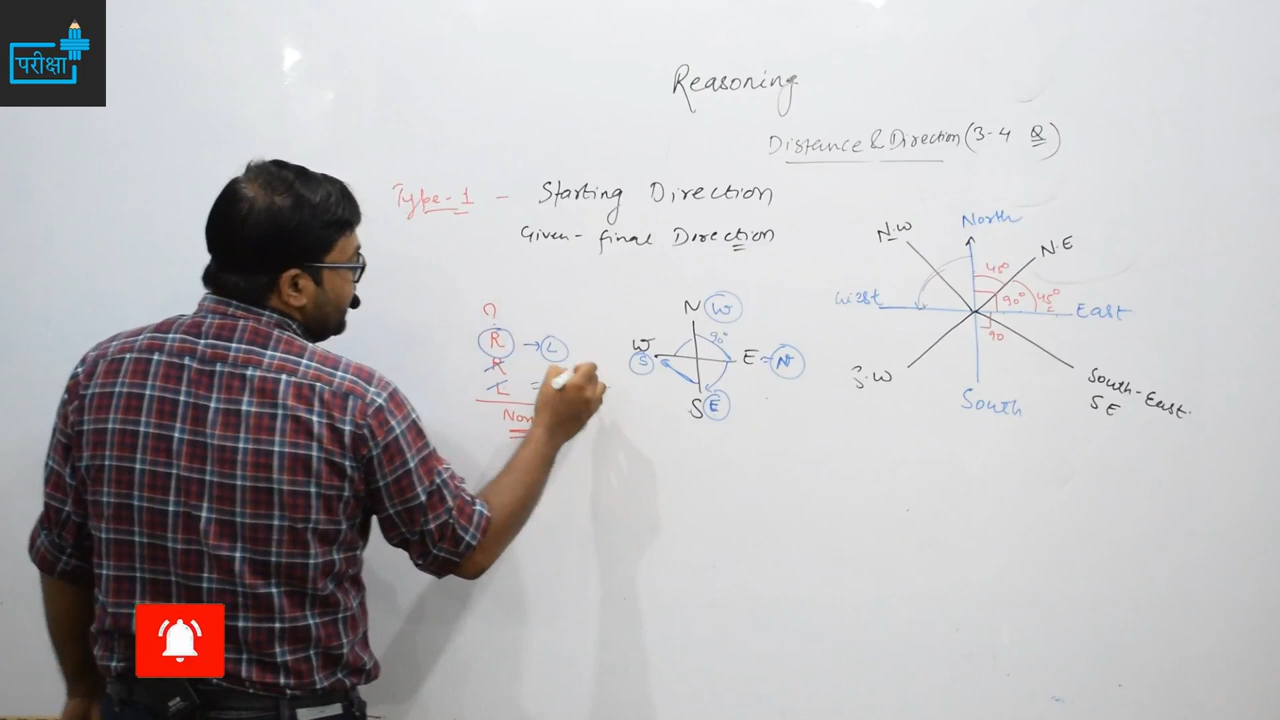 परीक्षा
Reasoning
Distance & Direction (3-4 Q)
Type-1 - Starting Direction
Given- final Direction
North
N.W
N.E
45°
90°
45°
West
East
90
S.W
South-East
SE
South
N W
90°
W
S
E N
S E
?
R → L
R
L =